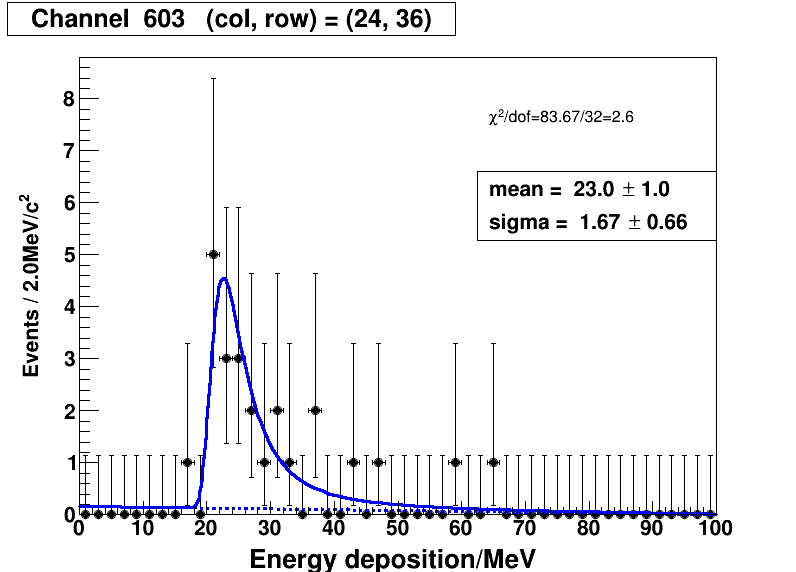 Channel 603 (col, row) = (24, 36)
χ²/dof=83.67/32=2.6
mean = 23.0 ± 1.0
sigma = 1.67 ± 0.66
Events / 2.0MeV/c²
8
7
6
5
4
3
2
1
0
0 10 20 30 40 50 60 70 80 90 100
Energy deposition/MeV